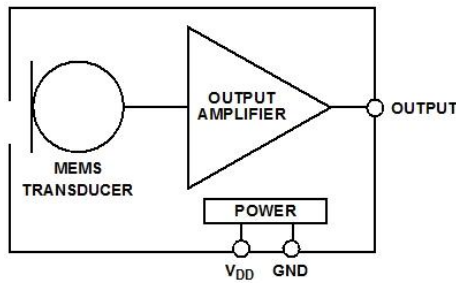 OUTPUT
AMPLIFIER
OUTPUT
MEMS
TRANSDUCER
POWER
VDD
GND